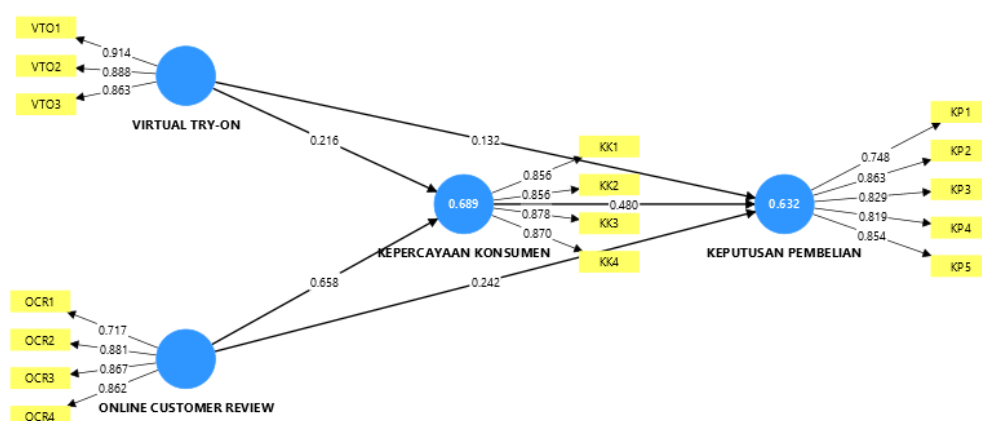 VTO1
VTO2
VTO3
0.914
0.888
0.863
VIRTUAL TRY-ON
0.216
0.132
KK1
KK2
KK3
KK4
0.856
0.856
0.878
0.870
0.689
0.480
KEPERCAYAAN KONSUMEN
0.632
KEPUTUSAN PEMBELIAN
KP1
KP2
KP3
KP4
KP5
0.748
0.863
0.829
0.819
0.854
0.658
0.242
OCR1
OCR2
OCR3
OCR4
0.717
0.881
0.867
0.862
ONLINE CUSTOMER REVIEW